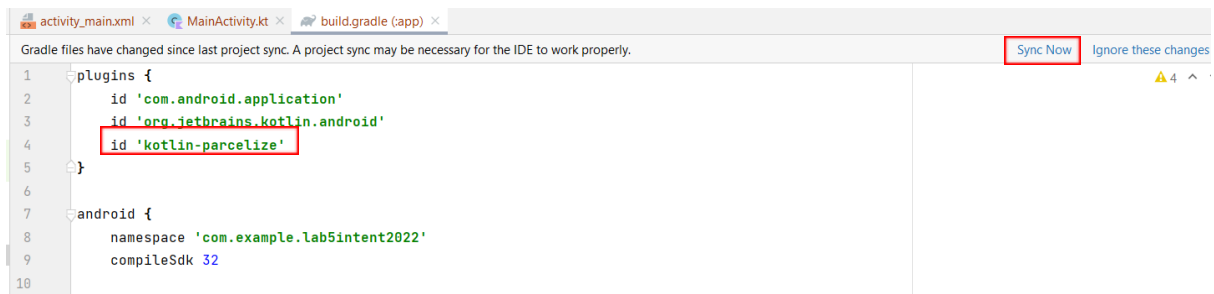 activity_main.xml × MainActivity.kt × build.gradle (:app) ×
Gradle files have changed since last project sync. A project sync may be necessary for the IDE to work properly. Sync Now Ignore these changes
1 plugins { 4
2 id 'com.android.application'
3 id 'org.jetbrains.kotlin.android'
4 id 'kotlin-parcelize'
5 }
6
7 android {
8 namespace 'com.example.lab5intent2022'
9 compileSdk 32
10